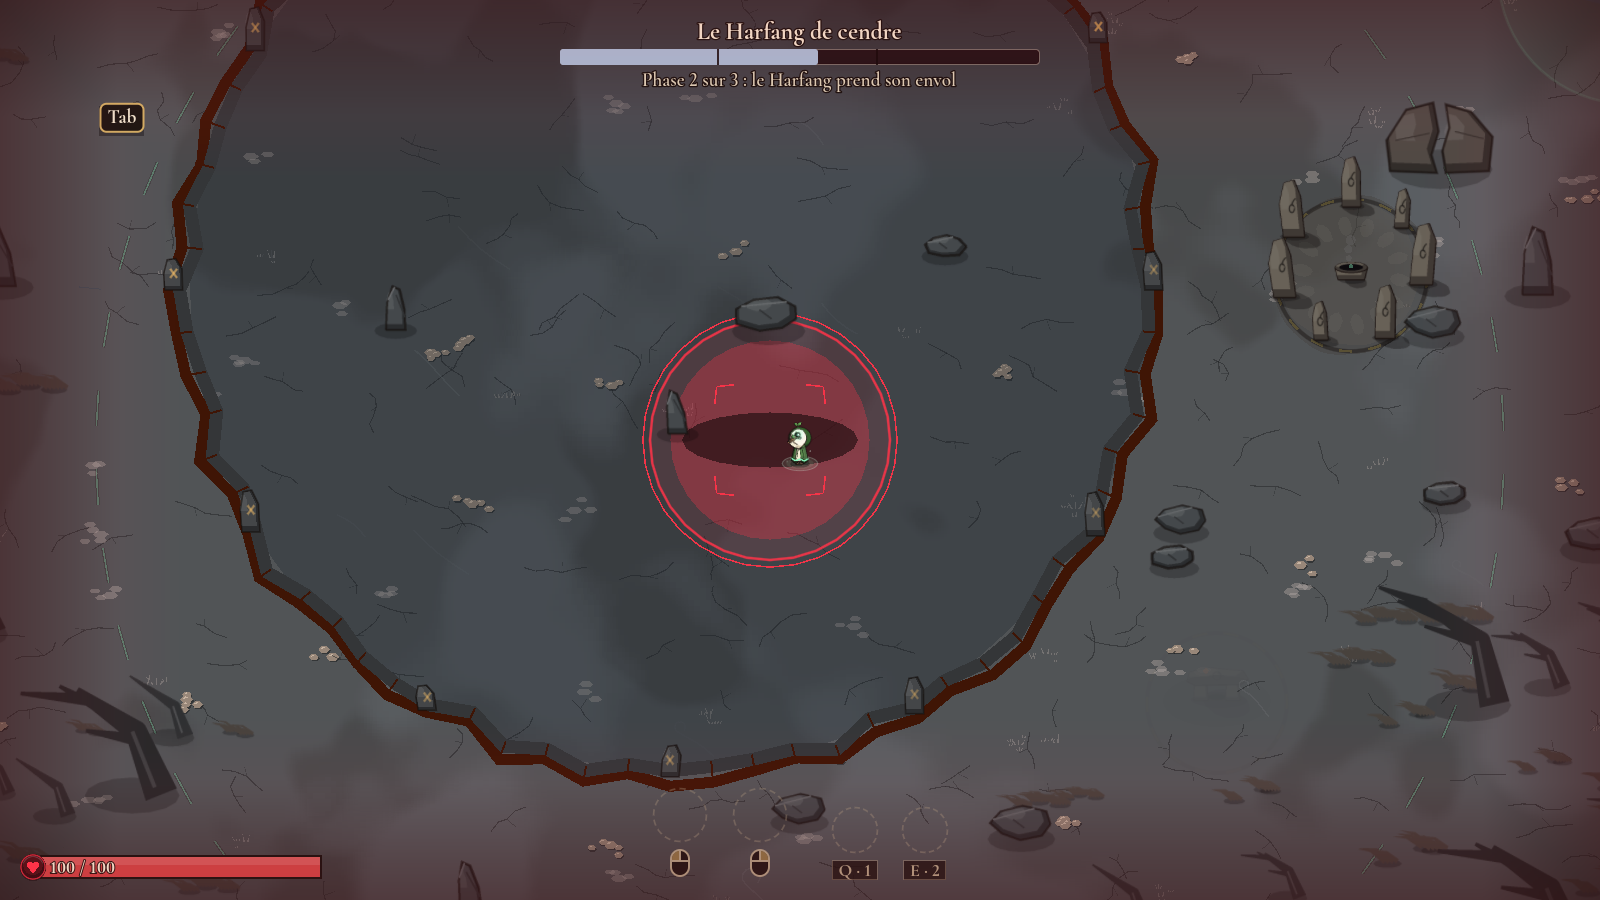 Le Harfang de cendre
Phase 2 sur 3 : le Harfang prend son envol
Tab
100 / 100
Q · 1
E · 2